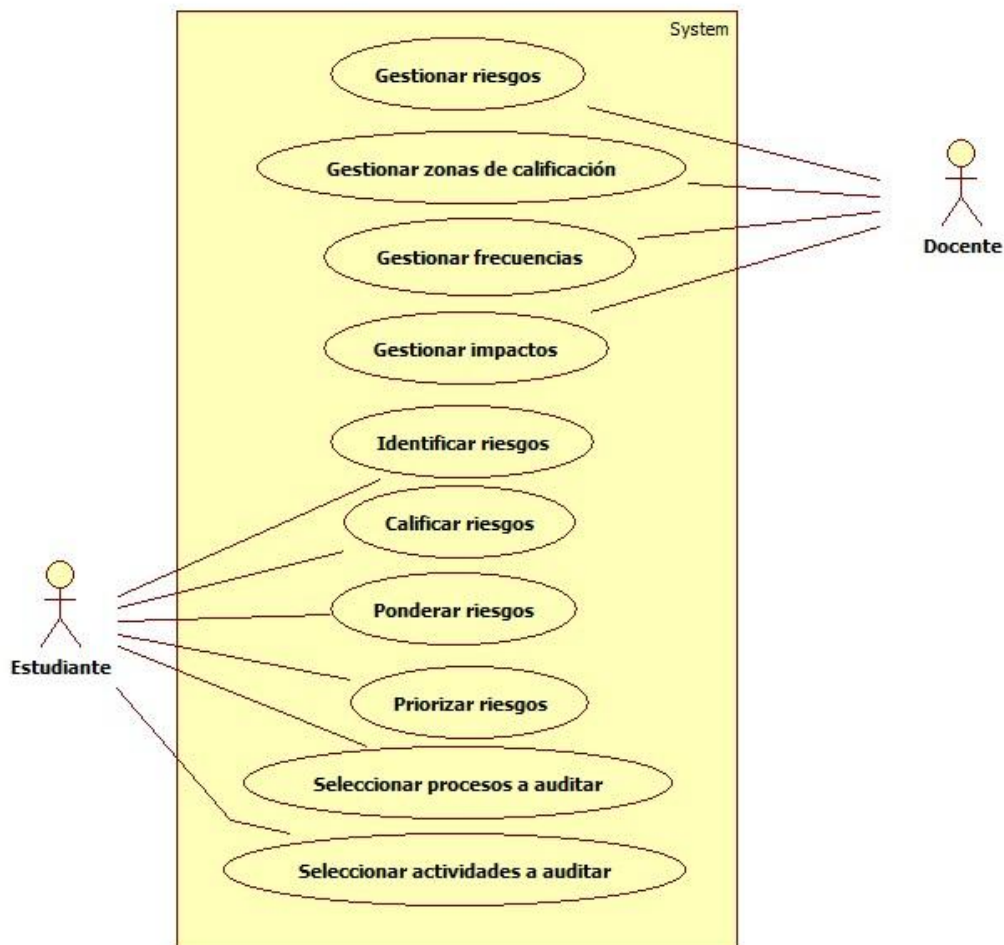 System
Gestionar riesgos
Gestionar zonas de calificación
Gestionar frecuencias
Docente
Gestionar impactos
Identificar riesgos
Calificar riesgos
Ponderar riesgos
Estudiante
Priorizar riesgos
Seleccionar procesos a auditar
Seleccionar actividades a auditar